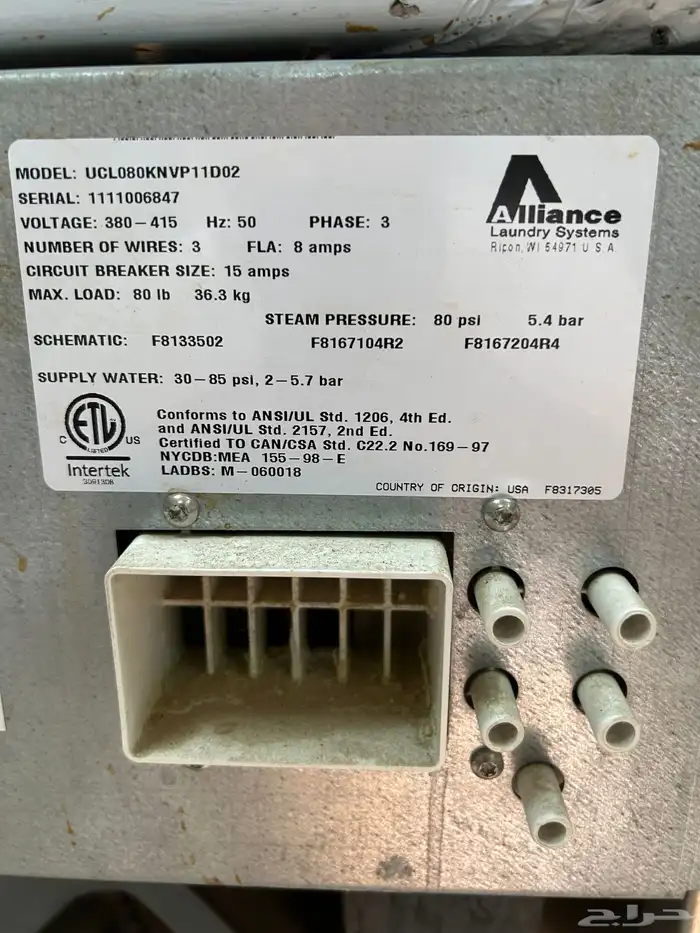 MODEL: UCL080KNVP11D02
SERIAL: 1111006847
VOLTAGE: 380-415 Hz: 50 PHASE: 3
NUMBER OF WIRES: 3 FLA: 8 amps
CIRCUIT BREAKER SIZE: 15 amps
MAX. LOAD: 80 lb 36.3 kg
Alliance
Laundry Systems
Ripon, WI 54971 U.S.A.
STEAM PRESSURE: 80 psi 5.4 bar
SCHEMATIC: F8133502 F8167104R2 F8167204R4
SUPPLY WATER: 30-85 psi, 2-5.7 bar
ETL
LISTED
C US
Intertek
Conforms to ANSI/UL Std. 1206, 4th Ed.
and ANSI/UL Std. 2157, 2nd Ed.
Certified TO CAN/CSA Std. C22.2 No.169-97
NYCDB:MEA 155-98-E
LADBS: M-060018
COUNTRY OF ORIGIN: USA F8317305
حراج